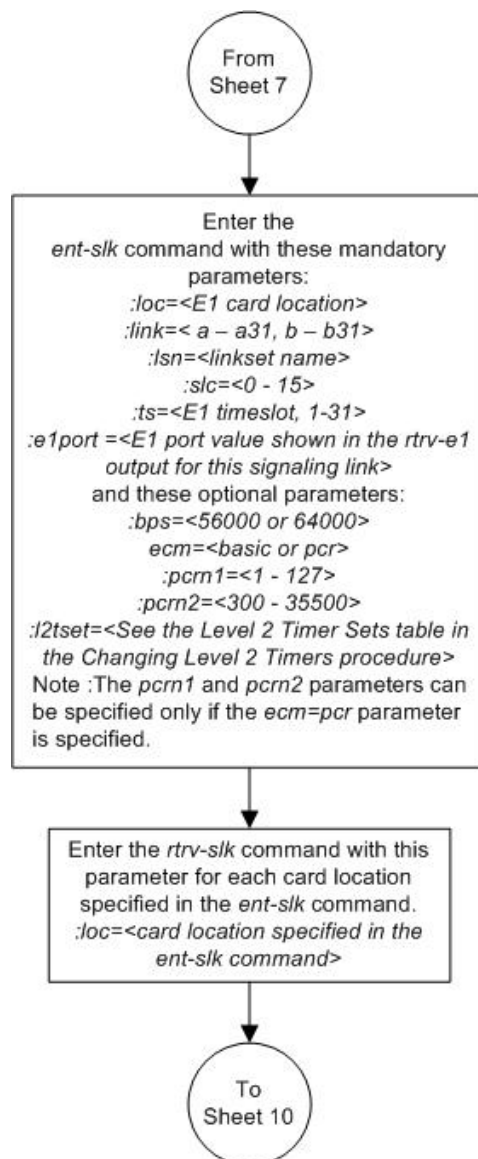 From
Sheet 7
Enter the
ent-slk command with these mandatory
parameters:
:loc=<E1 card location>
:link=< a – a31, b – b31>
:lsn=<linkset name>
:slc=<0 - 15>
:ts=<E1 timeslot, 1-31>
:e1port =<E1 port value shown in the rtrv-e1
output for this signaling link>
and these optional parameters:
:bps=<56000 or 64000>
ecm=<basic or pcr>
:pcrn1=<1 - 127>
:pcrn2=<300 - 35500>
:l2tset=<See the Level 2 Timer Sets table in
the Changing Level 2 Timers procedure>
Note :The pcrn1 and pcrn2 parameters can
be specified only if the ecm=pcr parameter
is specified.
Enter the rtrv-slk command with this
parameter for each card location
specified in the ent-slk command.
:loc=<card location specified in the
ent-slk command>
To
Sheet 10